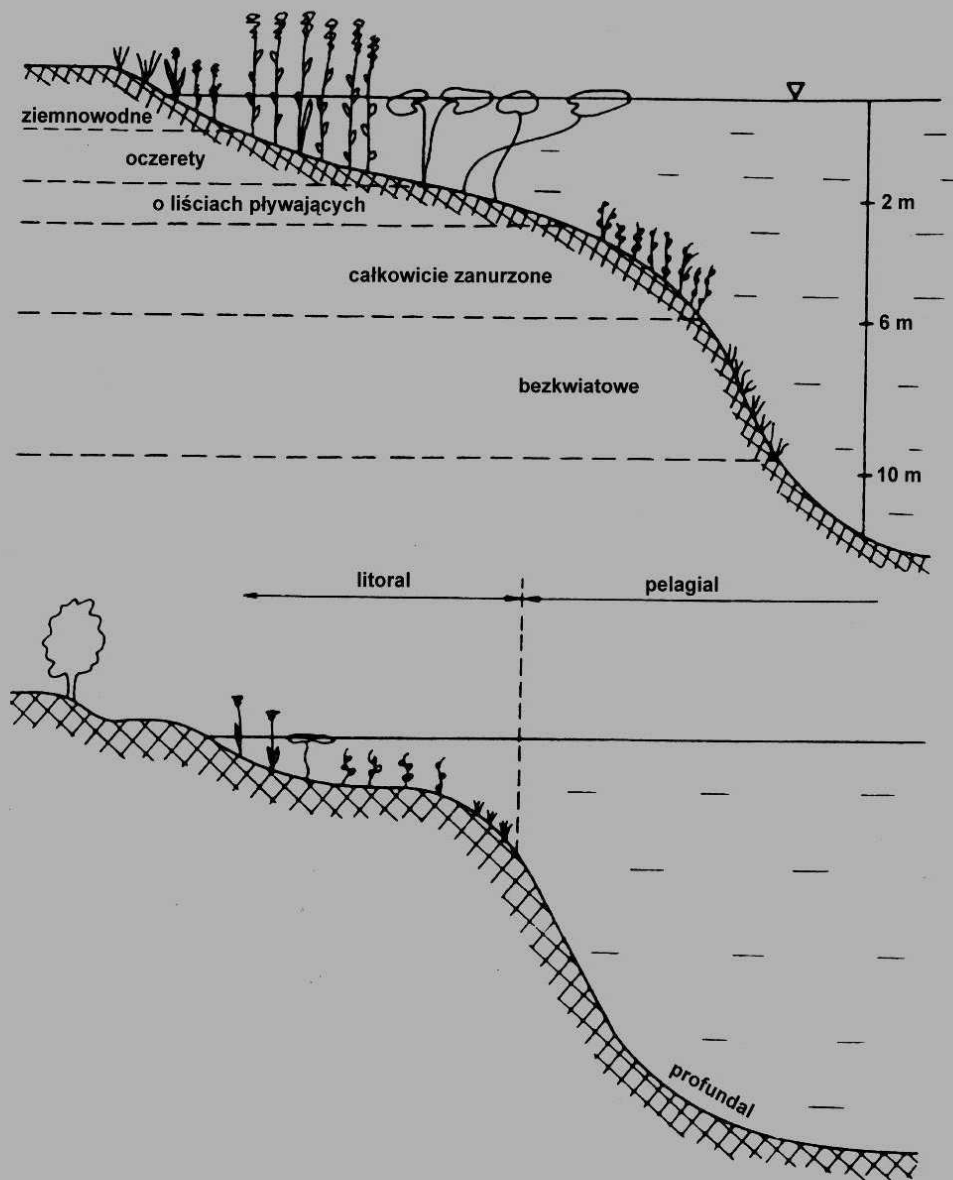 ziemnowodne
oczerety
o liściach pływających
2 m
całkowicie zanurzone
6 m
bezkwiatowe
10 m
litoral
pelagial
profundal